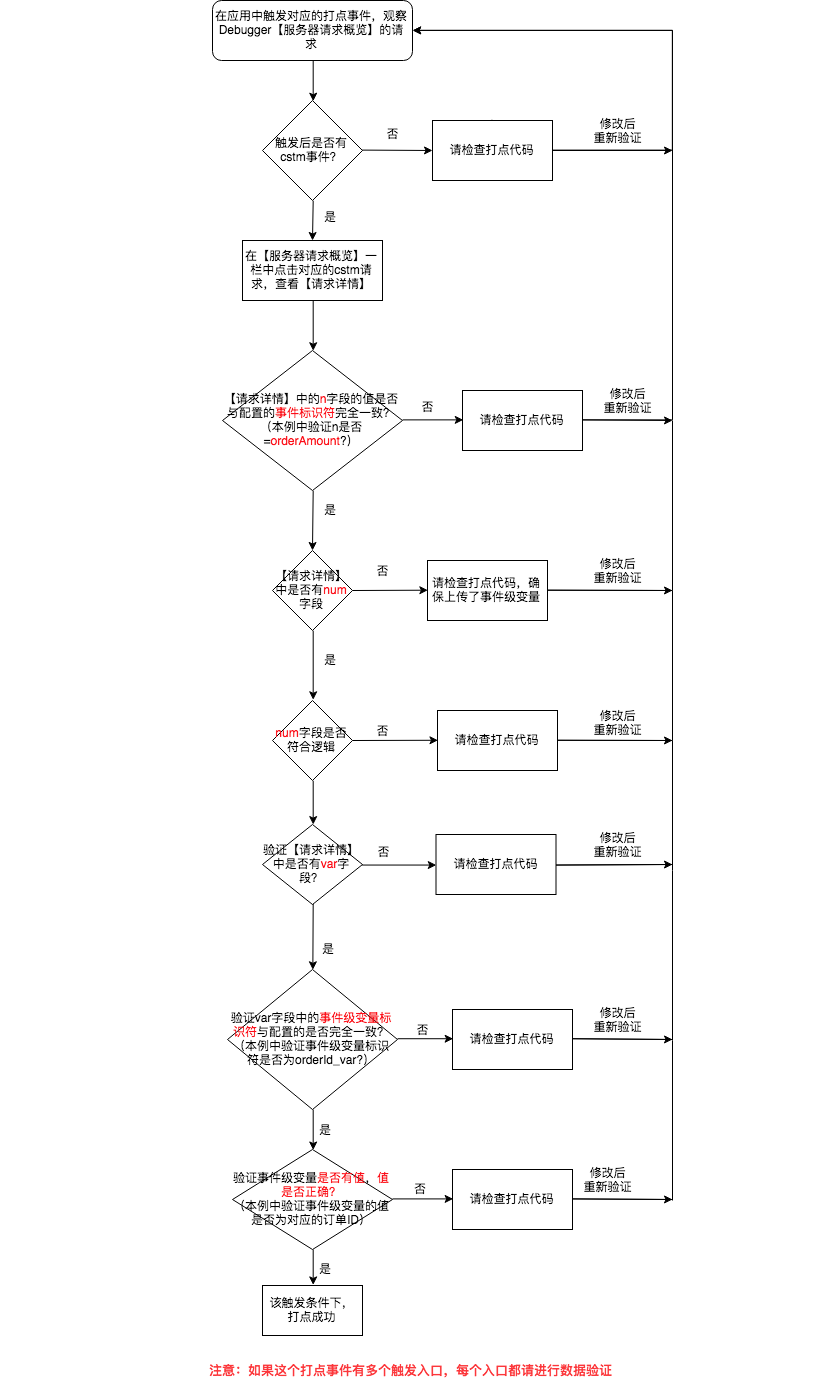 在应用中触发对应的打点事件，观察
Debugger【服务器请求概览】的请
求
触发后是否有
cstm事件？
否
请检查打点代码
修改后
重新验证
是
在【服务器请求概览】一
栏中点击对应的cstm请
求，查看【请求详情】
【请求详情】中的n字段的值是否
与配置的事件标识符完全一致？
（本例中验证n是否
=orderAmount？）
否
请检查打点代码
修改后
重新验证
是
【请求详情】
中是否有num
字段
否
请检查打点代码，确
保上传了事件级变量
修改后
重新验证
是
num字段是否
符合逻辑
否
请检查打点代码
修改后
重新验证
验证【请求详情】
中是否有var字
段？
否
请检查打点代码
修改后
重新验证
是
验证var字段中的事件级变量标
识符与配置的是否完全一致？
（本例中验证事件级变量标识
符是否为orderId_var？）
否
请检查打点代码
修改后
重新验证
是
验证事件级变量是否有值，值
是否正确？
（本例中验证事件级变量的值
是否为对应的订单ID）
否
请检查打点代码
修改后
重新验证
是
该触发条件下，
打点成功
注意：如果这个打点事件有多个触发入口，每个入口都请进行数据验证